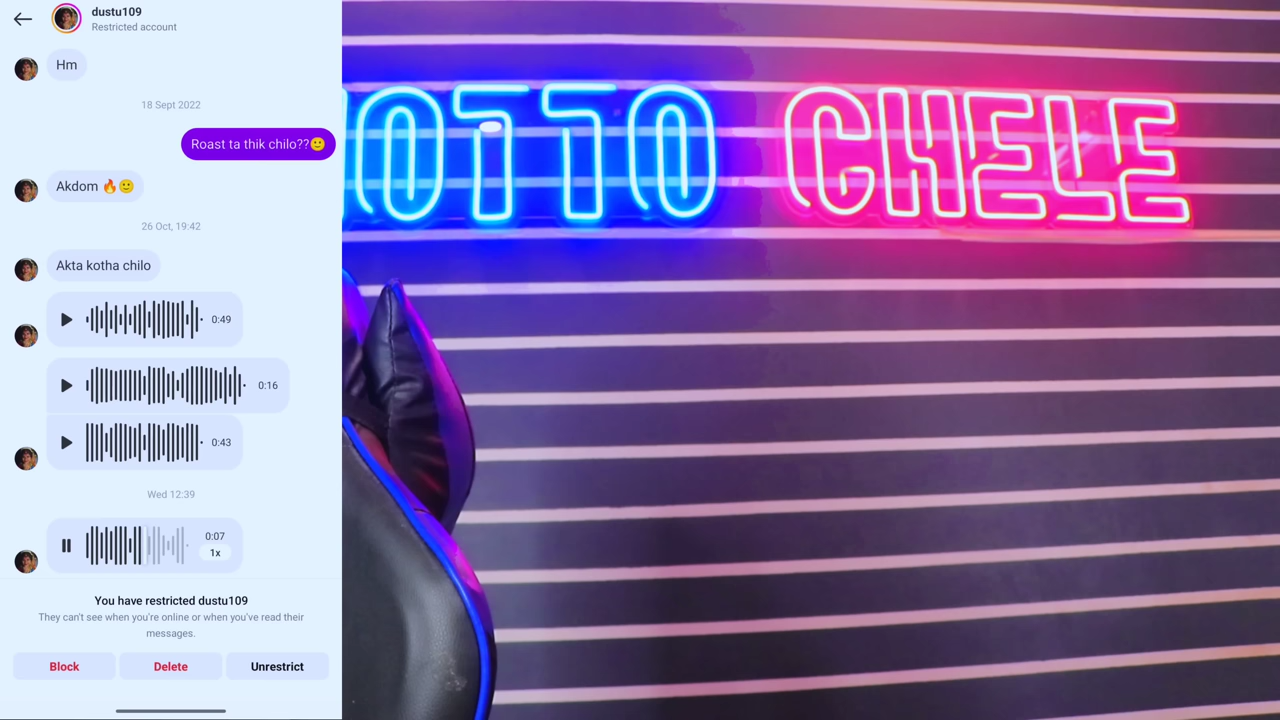 dustu109
Restricted account
Hm
18 Sept 2022
Roast ta thik chilo??🙂
Akdom 🔥🙂
26 Oct, 19:42
Akta kotha chilo
0:49
0:16
0:43
Wed 12:39
0:07
1x
You have restricted dustu109
They can't see when you're online or when you've read their
messages.
Block Delete Unrestrict
OTTO CHELE